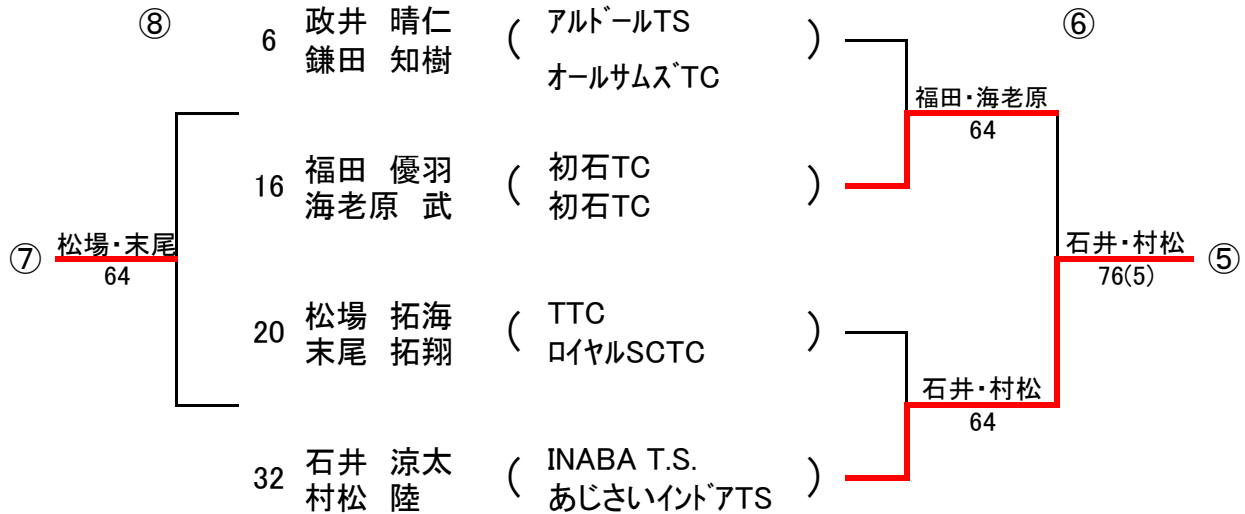 ⑧
6 政井 晴仁 ( アルドールTS )
鎌田 知樹 オールサムズTC
⑥
福田・海老原
64
16 福田 優羽 ( 初石TC )
海老原 武 初石TC
⑦ 松場・末尾
64
石井・村松 ⑤
76(5)
20 松場 拓海 ( TTC )
末尾 拓翔 ロイヤルSCTC
石井・村松
64
32 石井 涼太 ( INABA T.S. )
村松 陸 あじさいインドアTS